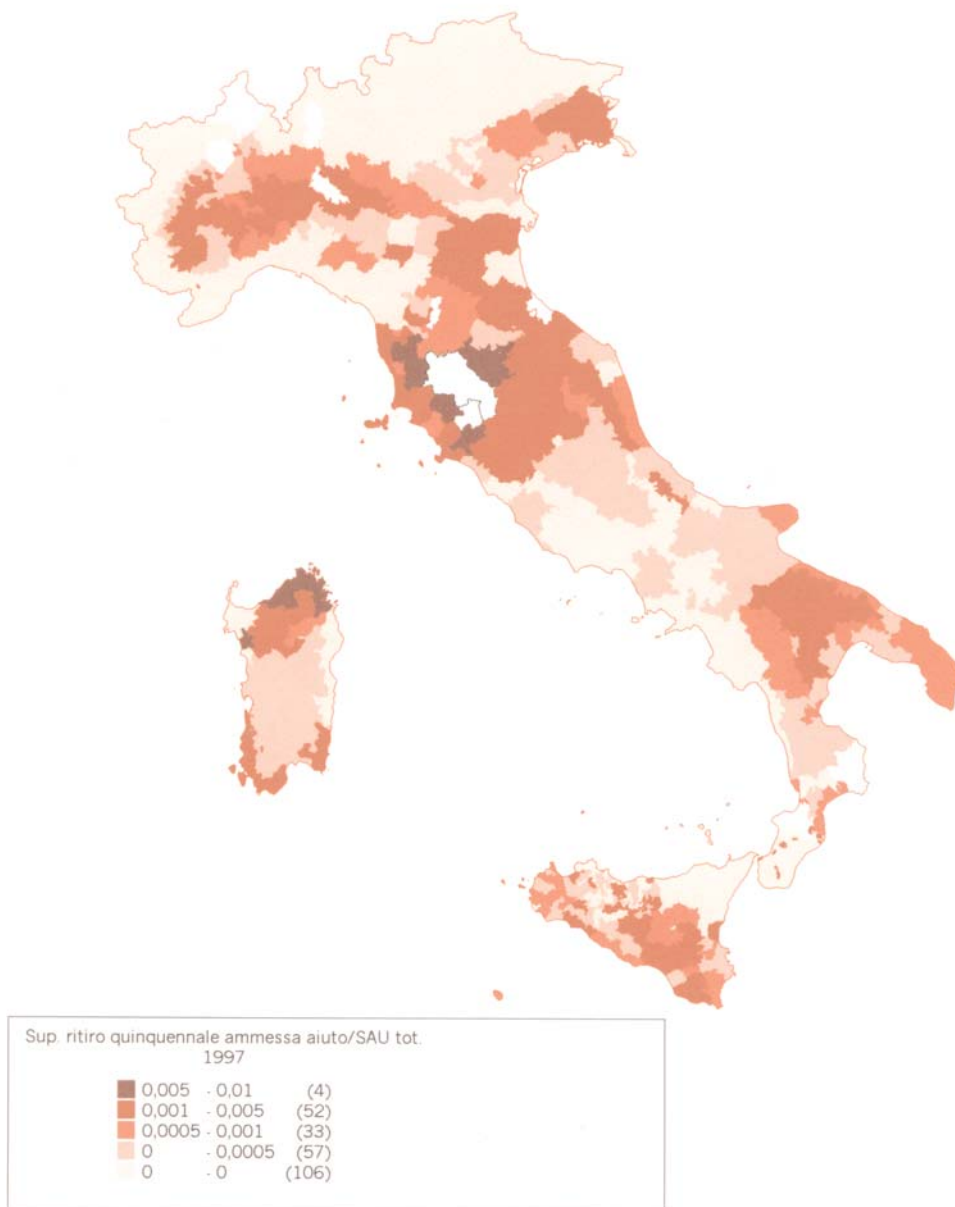 Sup. ritiro quinquennale ammessa aiuto/SAU tot.
1997
0,005 - 0,01 (4)
0,001 - 0,005 (52)
0,0005 - 0,001 (33)
0 - 0,0005 (57)
0 - 0 (106)